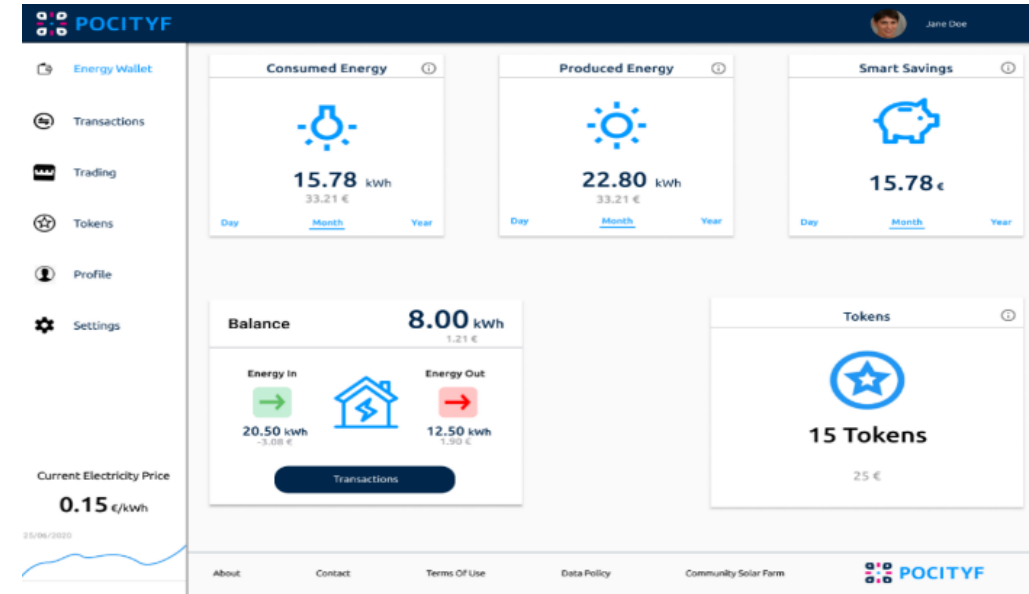 POCITYF
Jane Doe
Energy Wallet
Transactions
Trading
Tokens
Profile
Settings
Current Electricity Price
0.15 €/kWh
25/06/2020
Consumed Energy
15.78 kWh
33.21 €
Day Month Year
Produced Energy
22.80 kWh
33.21 €
Day Month Year
Smart Savings
15.78 €
Day Month Year
Balance
8.00 kWh
1.21 €
Energy In
20.50 kWh
-3.08 €
Energy Out
12.50 kWh
1.90 €
Transactions
Tokens
15 Tokens
25 €
About Contact Terms Of Use Data Policy Community Solar Farm POCITYF